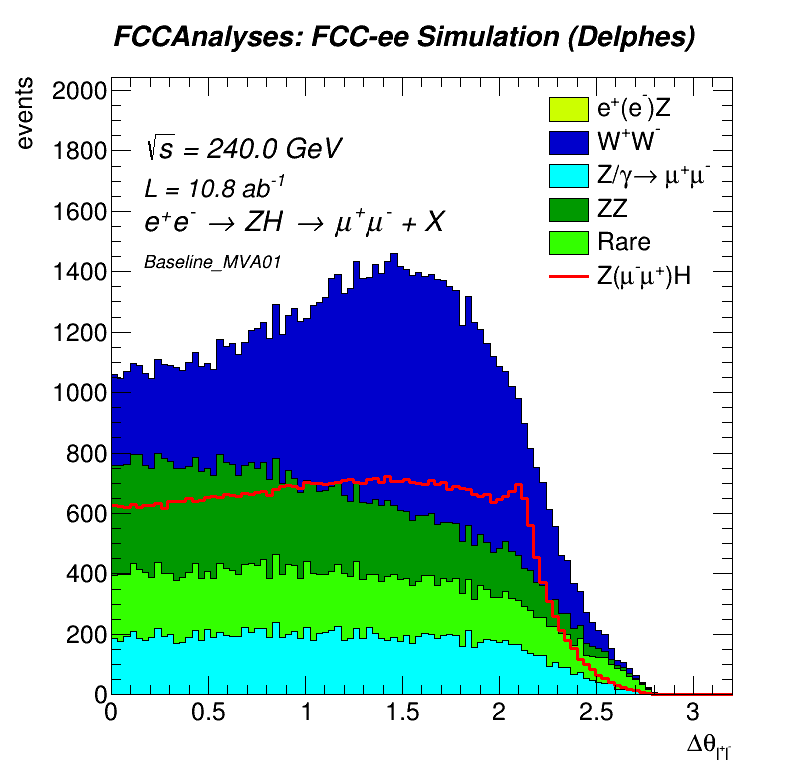 FCCAnalyses: FCC-ee Simulation (Delphes)
events
2000
1800
1600
1400
1200
1000
800
600
400
200
0
√s = 240.0 GeV
L = 10.8 ab⁻¹
e⁺e⁻ → ZH → μ⁺μ⁻ + X
Baseline_MVA01
e⁺(e⁻)Z
W⁺W⁻
Z/γ→ μ⁺μ⁻
ZZ
Rare
Z(μ⁻μ⁺)H
0 0.5 1 1.5 2 2.5 3
Δθ_l⁺l⁻